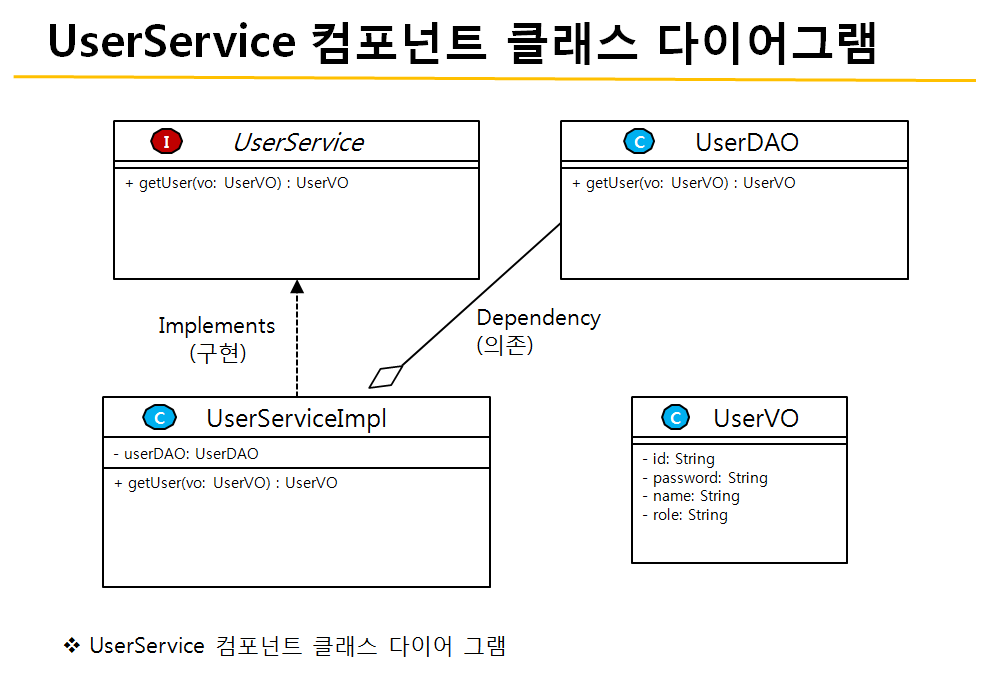 UserService 컴포넌트 클래스 다이어그램
I UserService
+ getUser(vo: UserVO) : UserVO
C UserDAO
+ getUser(vo: UserVO) : UserVO
Implements
(구현)
Dependency
(의존)
C UserServiceImpl
- userDAO: UserDAO
+ getUser(vo: UserVO) : UserVO
C UserVO
- id: String
- password: String
- name: String
- role: String
❖ UserService 컴포넌트 클래스 다이어 그램